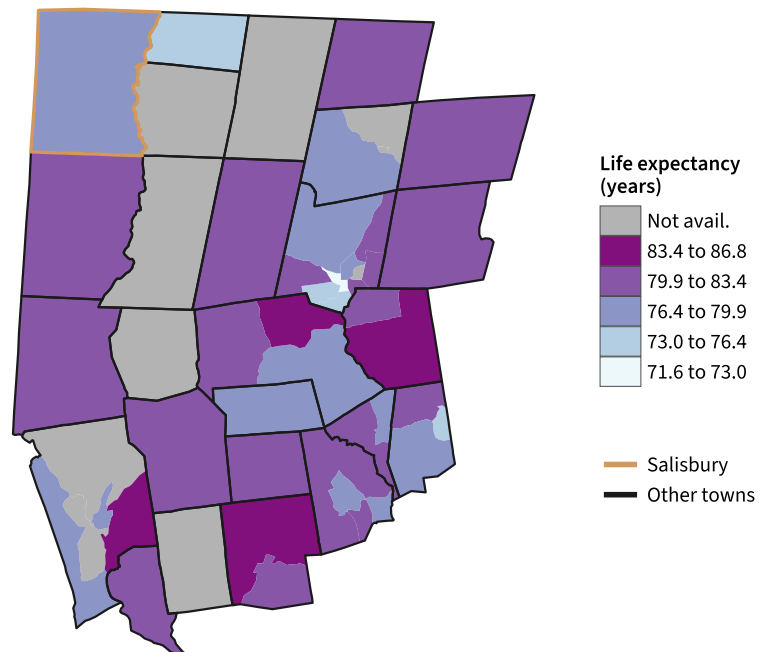 Life expectancy
(years)
Not avail.
83.4 to 86.8
79.9 to 83.4
76.4 to 79.9
73.0 to 76.4
71.6 to 73.0
Salisbury
Other towns